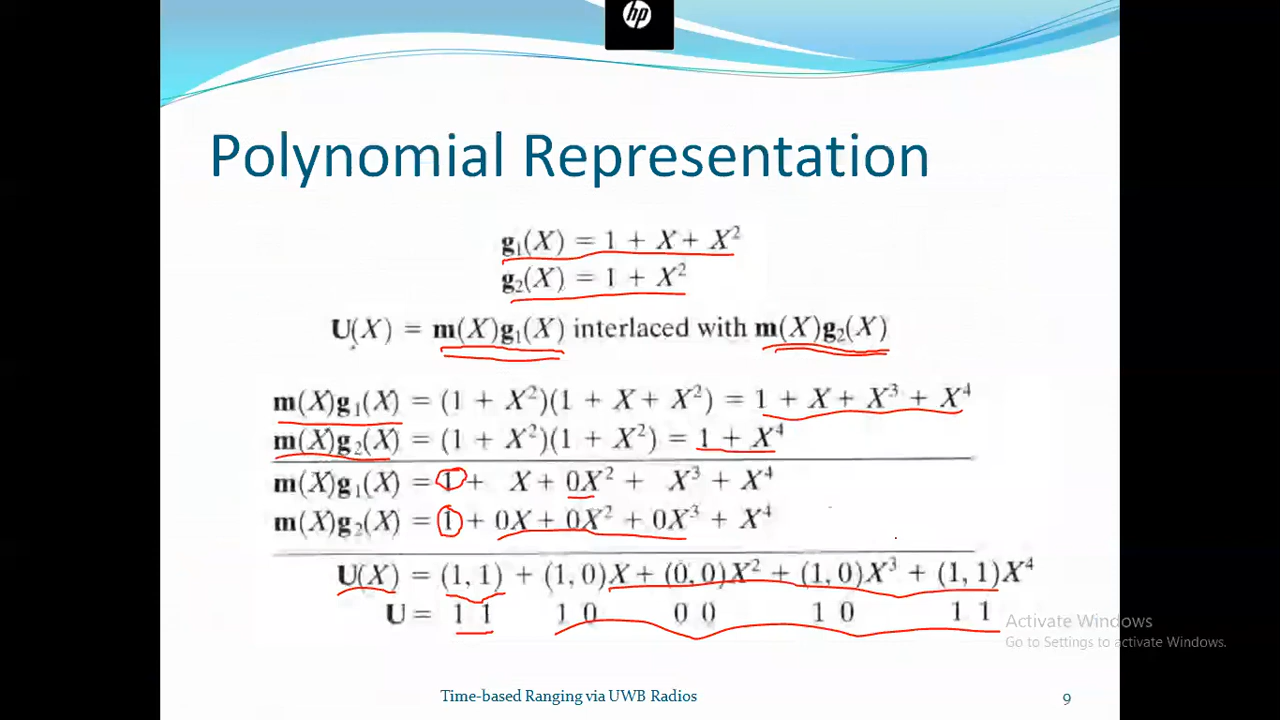 hp
Polynomial Representation
g₁(X) = 1 + X + X²
g₂(X) = 1 + X²
U(X) = m(X)g₁(X) interlaced with m(X)g₂(X)
m(X)g₁(X) = (1 + X²)(1 + X + X²) = 1 + X + X³ + X⁴
m(X)g₂(X) = (1 + X²)(1 + X²) = 1 + X⁴
m(X)g₁(X) = 1 + X + 0X² + X³ + X⁴
m(X)g₂(X) = 1 + 0X + 0X² + 0X³ + X⁴
U(X) = (1, 1) + (1, 0)X + (0, 0)X² + (1, 0)X³ + (1, 1)X⁴
U = 1 1 1 0 0 0 1 0 1 1
Activate Windows
Go to Settings to activate Windows.
Time-based Ranging via UWB Radios
9